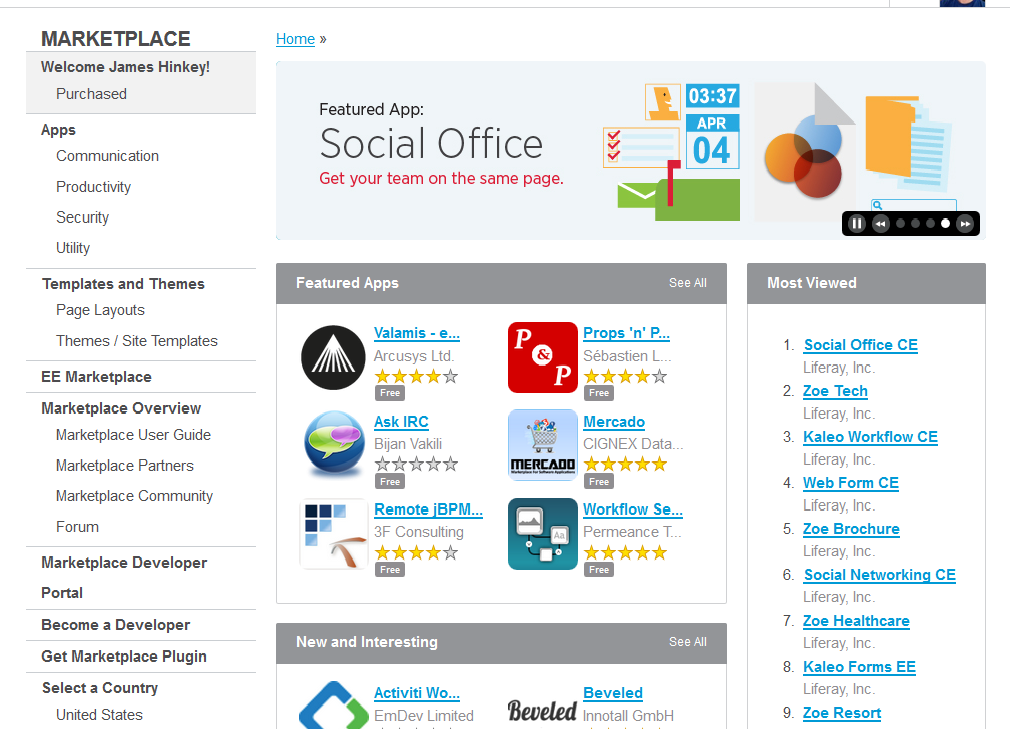 MARKETPLACE
Welcome James Hinkey!
Purchased
Apps
Communication
Productivity
Security
Utility
Templates and Themes
Page Layouts
Themes / Site Templates
EE Marketplace
Marketplace Overview
Marketplace User Guide
Marketplace Partners
Marketplace Community
Forum
Marketplace Developer
Portal
Become a Developer
Get Marketplace Plugin
Select a Country
United States
Home »
Featured App:
Social Office
Get your team on the same page.
03:37
APR
04
Featured Apps See All
Valamis - e...
Arcusys Ltd.
Free
P & P
Props 'n' P...
Sébastien L...
Free
Ask IRC
Bijan Vakili
Free
MERCADO
Marketplace For Software Applications
Mercado
CIGNEX Data...
Free
Remote jBPM...
3F Consulting
Free
Aa
Workflow Se...
Permeance T...
Free
New and Interesting See All
Activiti Wo...
EmDev Limited
Beveled
Beveled
Innotall GmbH
Most Viewed
1. Social Office CE
Liferay, Inc.
2. Zoe Tech
Liferay, Inc.
3. Kaleo Workflow CE
Liferay, Inc.
4. Web Form CE
Liferay, Inc.
5. Zoe Brochure
Liferay, Inc.
6. Social Networking CE
Liferay, Inc.
7. Zoe Healthcare
Liferay, Inc.
8. Kaleo Forms EE
Liferay, Inc.
9. Zoe Resort